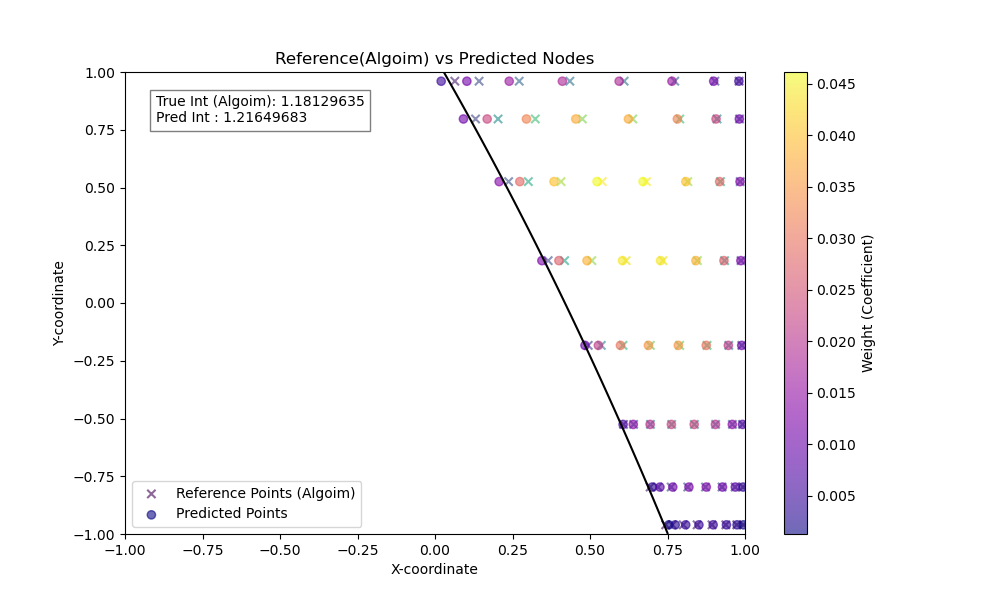 Reference(Algoim) vs Predicted Nodes
True Int (Algoim): 1.18129635
Pred Int : 1.21649683
1.00
0.75
0.50
0.25
0.00
−0.25
−0.50
−0.75
−1.00
Y-coordinate
Reference Points (Algoim)
Predicted Points
−1.00 −0.75 −0.50 −0.25 0.00 0.25 0.50 0.75 1.00
X-coordinate
0.045
0.040
0.035
0.030
0.025
0.020
0.015
0.010
0.005
Weight (Coefficient)